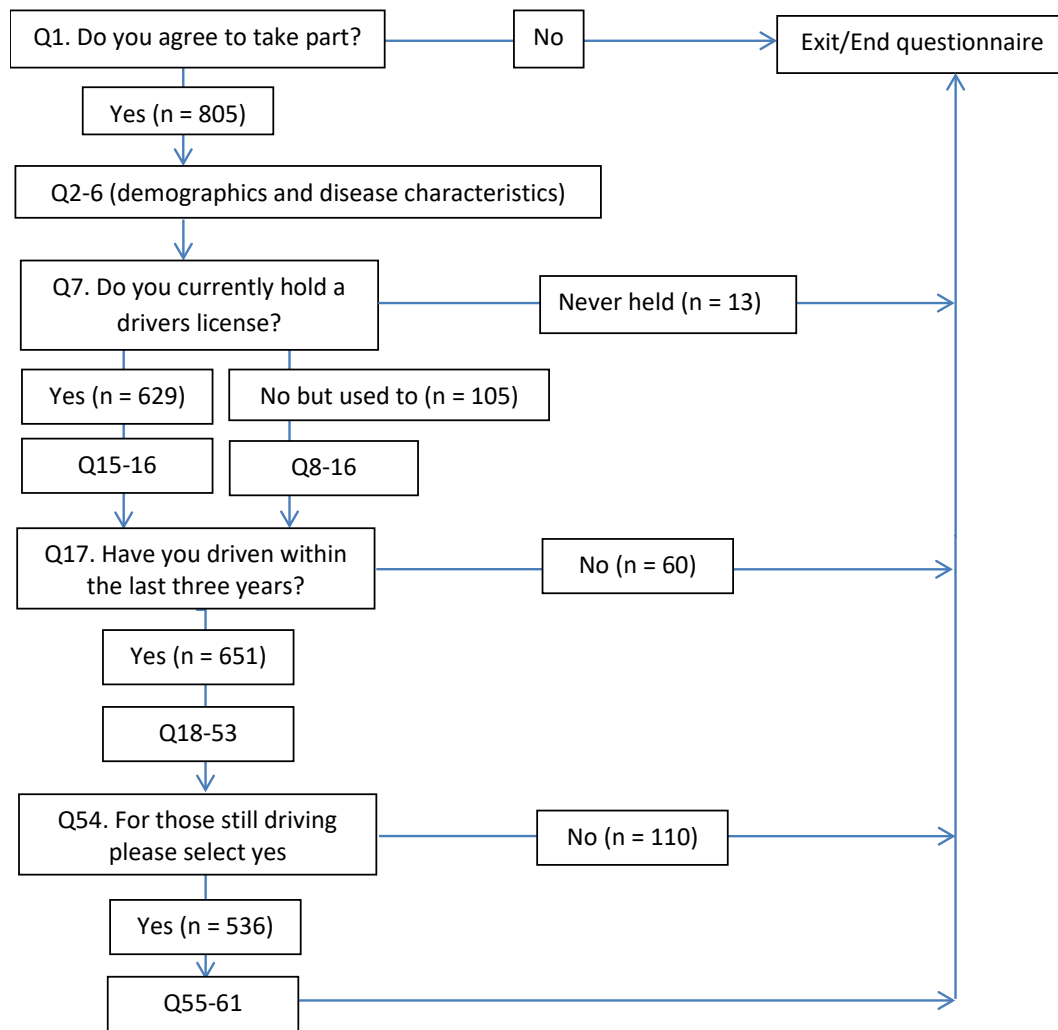 Q1. Do you agree to take part?
No
Exit/End questionnaire
Yes (n = 805)
Q2-6 (demographics and disease characteristics)
Q7. Do you currently hold a
drivers license?
Never held (n = 13)
Yes (n = 629)
No but used to (n = 105)
Q15-16
Q8-16
Q17. Have you driven within
the last three years?
No (n = 60)
Yes (n = 651)
Q18-53
Q54. For those still driving
please select yes
No (n = 110)
Yes (n = 536)
Q55-61